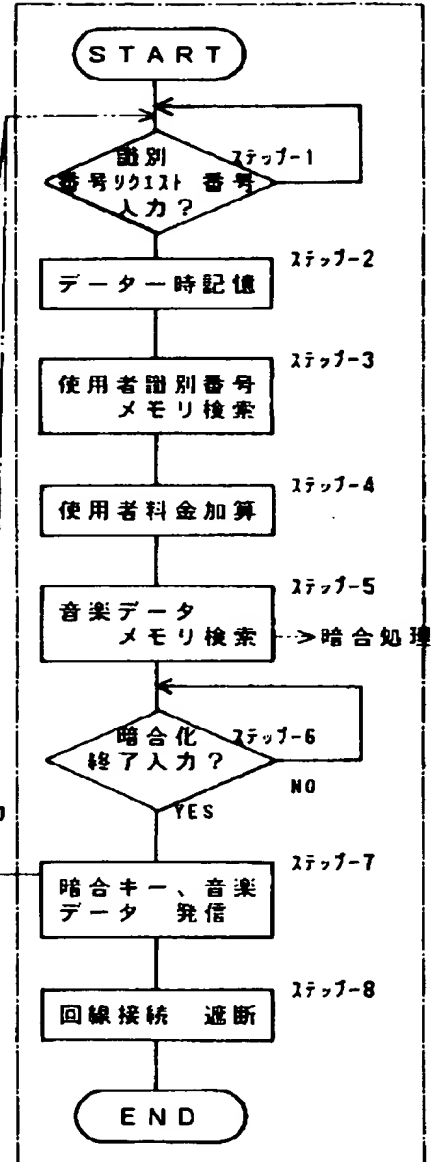 START
識別 ステップ-1
番号リクエスト 番号
入力?
ステップ-2
データ一時記憶
ステップ-3
使用者識別番号
メモリ検索
ステップ-4
使用者料金加算
ステップ-5
音楽データ
メモリ検索 暗合処理
暗合化 ステップ-6
終了入力?
NO
YES
ステップ-7
暗合キー、音楽
データ 発信
ステップ-8
回線接続 遮断
END